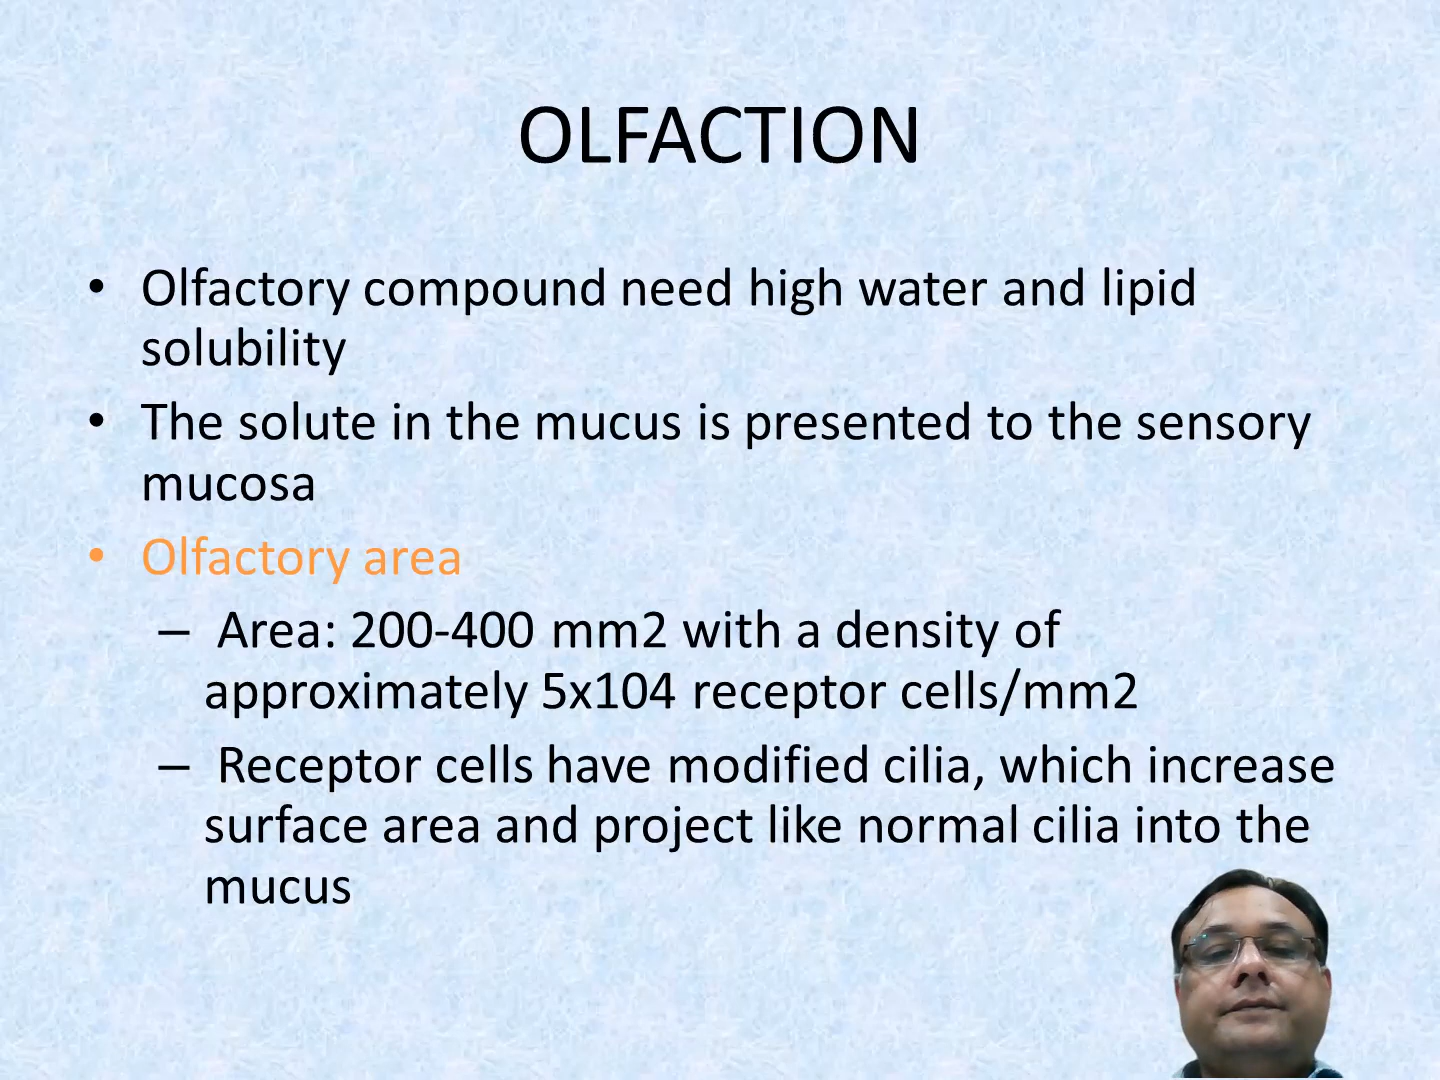 OLFACTION
• Olfactory compound need high water and lipid
solubility
• The solute in the mucus is presented to the sensory
mucosa
• Olfactory area
– Area: 200-400 mm2 with a density of
approximately 5x104 receptor cells/mm2
– Receptor cells have modified cilia, which increase
surface area and project like normal cilia into the
mucus